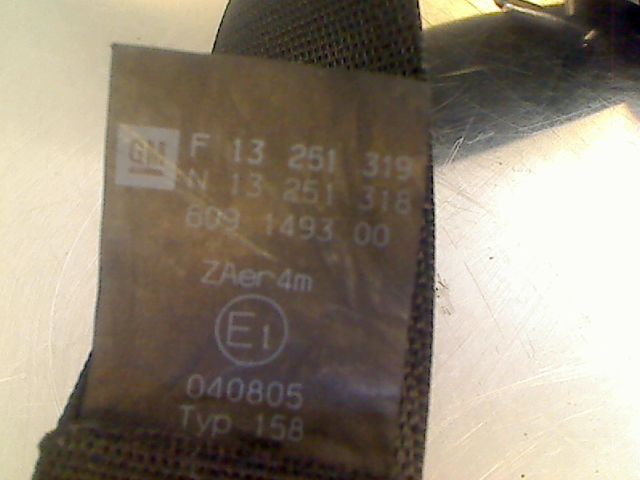 GM
F 13 251 319
N 13 251 318
609 1493 00
ZAer4m
E1
040805
Typ 158